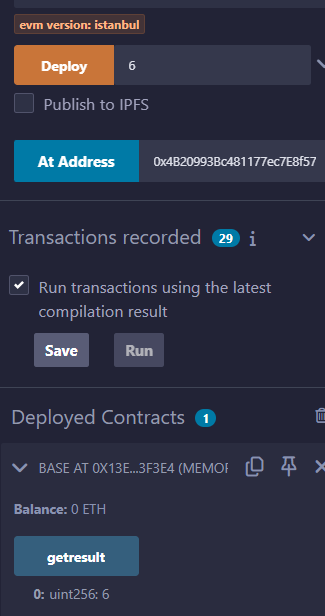 evm version: istanbul
Deploy 6
Publish to IPFS
At Address 0x4B20993Bc481177ec7E8f57
Transactions recorded 29 i
Run transactions using the latest
compilation result
Save Run
Deployed Contracts 1
BASE AT 0X13E...3F3E4 (MEMOR
Balance: 0 ETH
getresult
0: uint256: 6